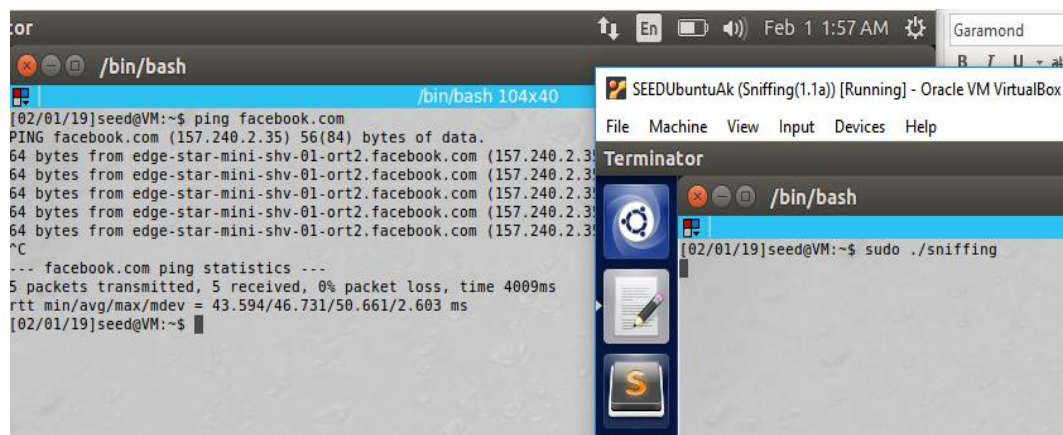 tor
En
Feb 1 1:57 AM
Garamond
B I U
/bin/bash
/bin/bash 104x40
[02/01/19]seed@VM:~$ ping facebook.com
PING facebook.com (157.240.2.35) 56(84) bytes of data.
64 bytes from edge-star-mini-shv-01-ort2.facebook.com (157.240.2.35
64 bytes from edge-star-mini-shv-01-ort2.facebook.com (157.240.2.35
64 bytes from edge-star-mini-shv-01-ort2.facebook.com (157.240.2.35
64 bytes from edge-star-mini-shv-01-ort2.facebook.com (157.240.2.35
64 bytes from edge-star-mini-shv-01-ort2.facebook.com (157.240.2.35
^C
--- facebook.com ping statistics ---
5 packets transmitted, 5 received, 0% packet loss, time 4009ms
rtt min/avg/max/mdev = 43.594/46.731/50.661/2.603 ms
[02/01/19]seed@VM:~$
SEEDUbuntuAk (Sniffing(1.1a)) [Running] - Oracle VM VirtualBox
File Machine View Input Devices Help
Terminator
/bin/bash
[02/01/19]seed@VM:~$ sudo ./sniffing
S